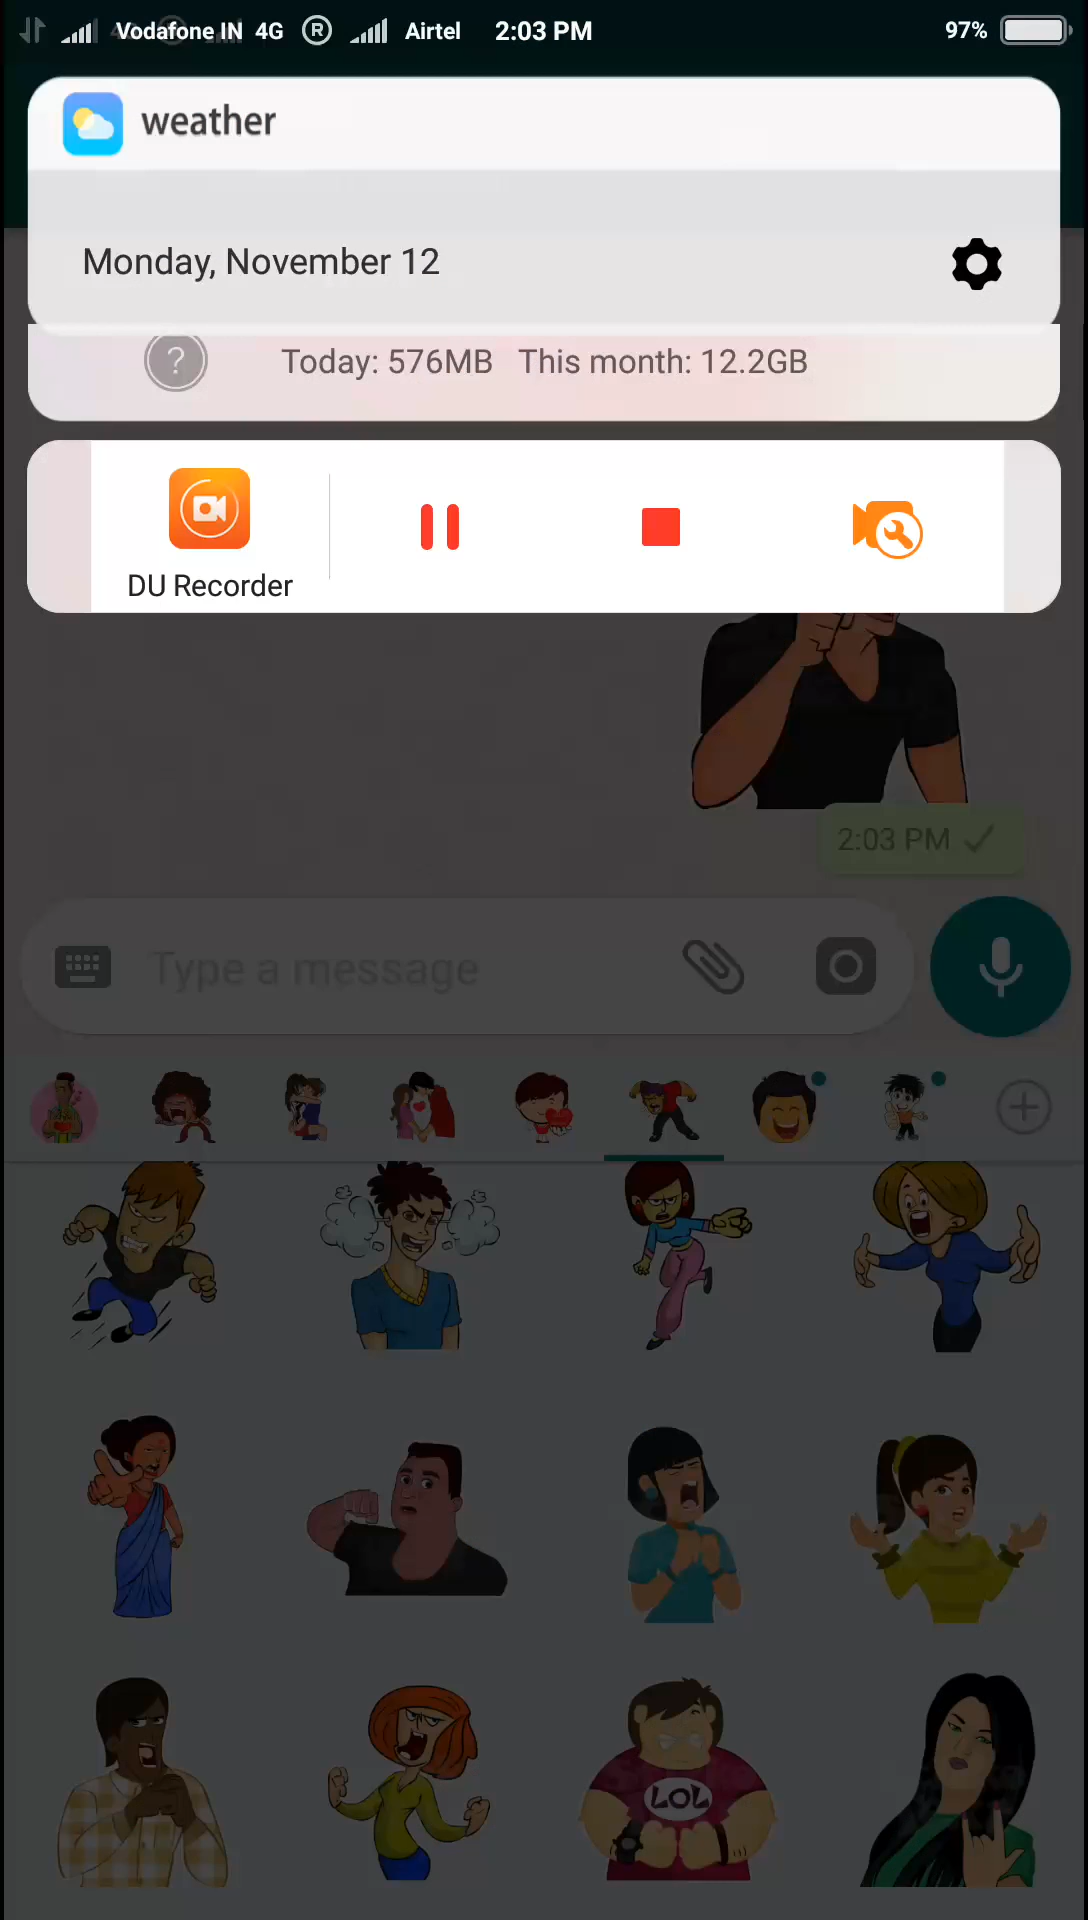 Vodafone IN 4G R Airtel 2:03 PM 97%
weather
Monday, November 12
? Today: 576MB This month: 12.2GB
DU Recorder
2:03 PM
Type a message
LOL